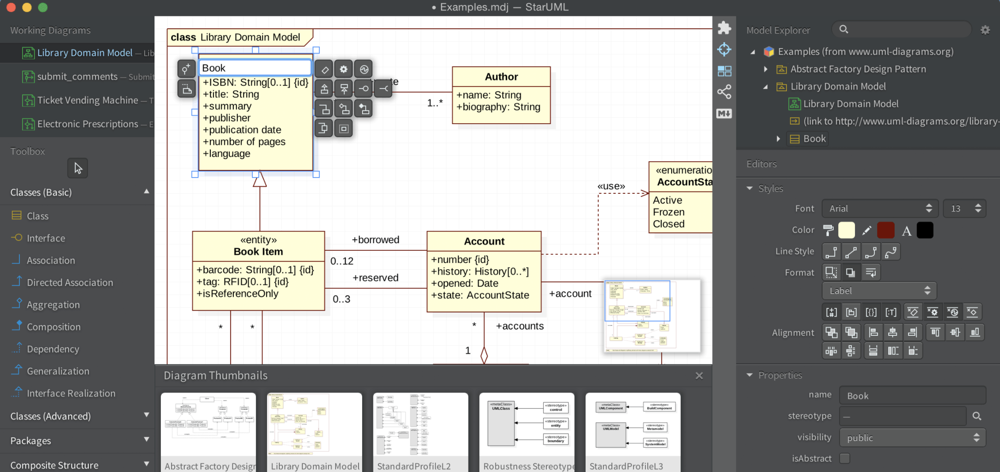 • Examples.mdj — StarUML
Working Diagrams
Library Domain Model — Lib
submit_comments — Submit
Ticket Vending Machine — T
Electronic Prescriptions — E
Toolbox
Classes (Basic)
Class
Interface
Association
Directed Association
Aggregation
Composition
Dependency
Generalization
Interface Realization
Classes (Advanced)
Packages
Composite Structure
class Library Domain Model
Book
+ISBN: String[0..1] {id}
+title: String
+summary
+publisher
+publication date
+number of pages
+language
1..*
Author
+name: String
+biography: String
«enumeratio
AccountSta
Active
Frozen
Closed
«use»
«entity»
Book Item
+barcode: String[0..1] {id}
+tag: RFID[0..1] {id}
+isReferenceOnly
+borrowed
0..12
+reserved
0..3
Account
+number {id}
+history: History[0..*]
+opened: Date
+state: AccountState
+account
*
*
*
+accounts
1
Diagram Thumbnails
«metaClass»
UMLClass
«stereotype»
control
«stereotype»
entity
«stereotype»
boundary
«metaClass»
UMLComponent
«stereotype»
BuildComponent
«metaClass»
UMLModel
«stereotype»
Metamodel
«stereotype»
SystemModel
Abstract Factory Design
Library Domain Model
StandardProfileL2
Robustness Stereotype
StandardProfileL3
M
Model Explorer
Examples (from www.uml-diagrams.org)
Abstract Factory Design Pattern
Library Domain Model
Library Domain Model
(link to http://www.uml-diagrams.org/library-
Book
Editors
Styles
Font
Arial
13
Color
A
Line Style
Format
Label
Alignment
Properties
name
Book
stereotype
—
visibility
public
isAbstract